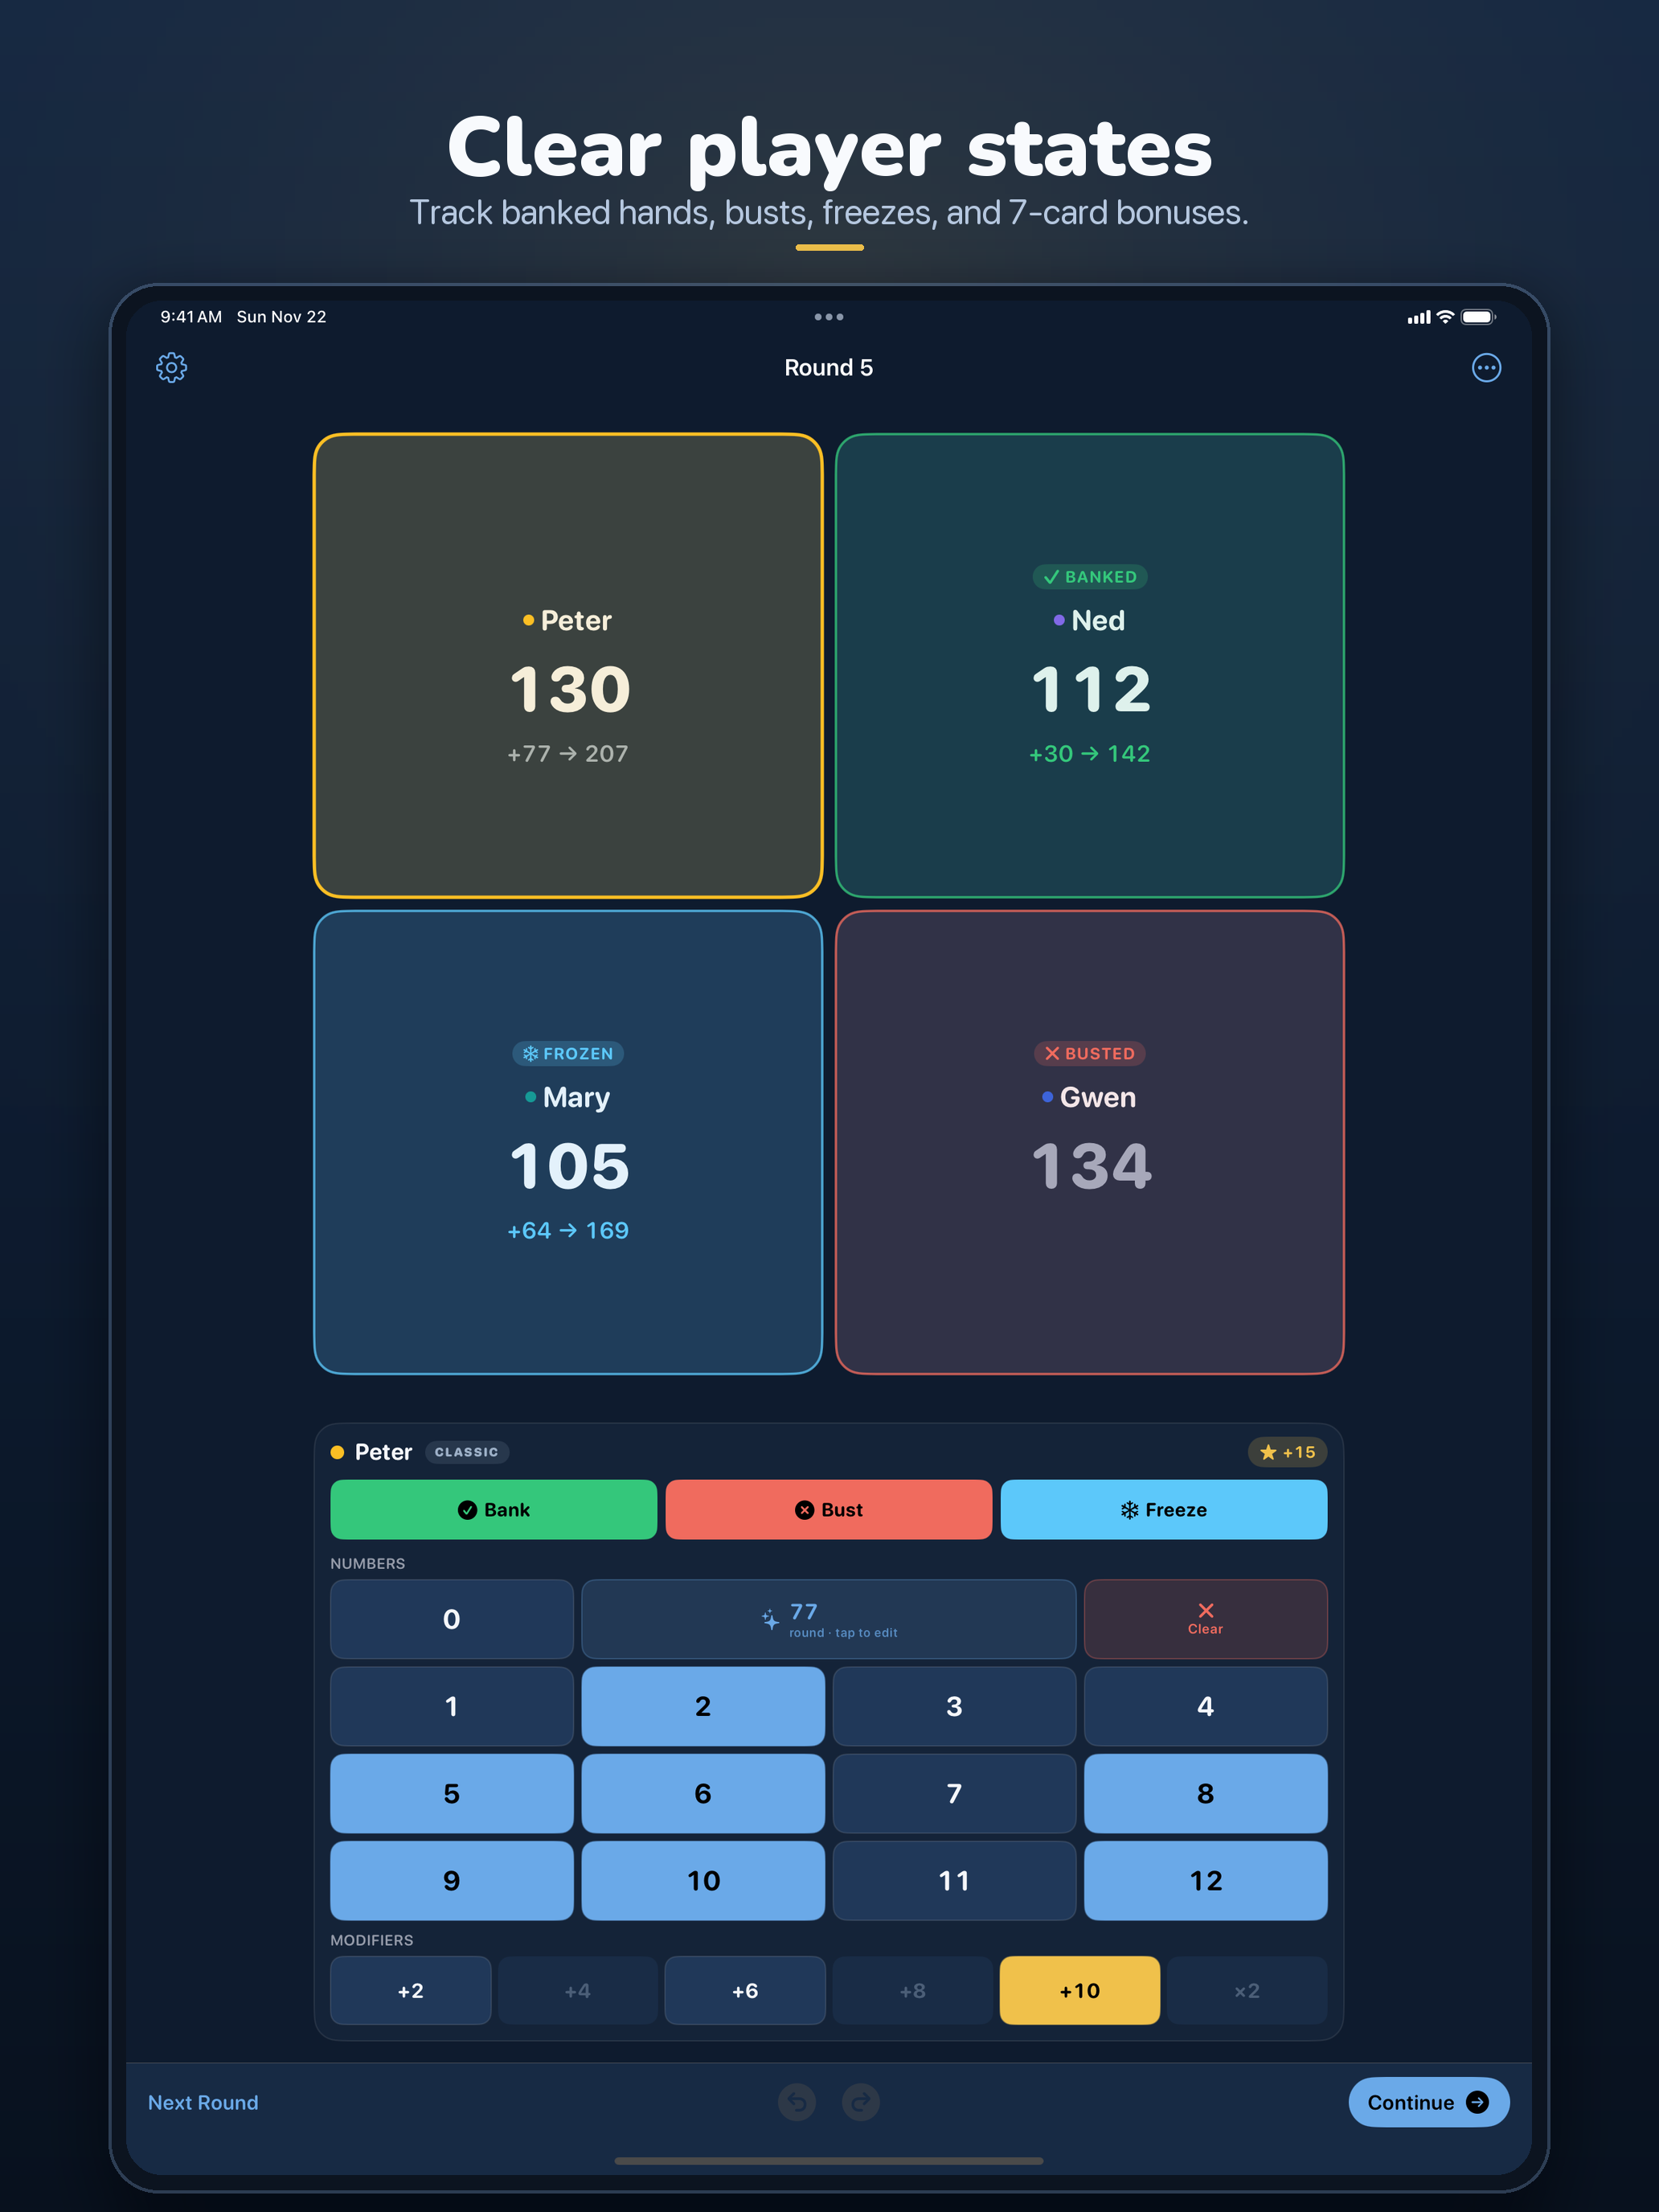 Clear player states
Track banked hands, busts, freezes, and 7-card bonuses.
9:41 AM Sun Nov 22
Round 5
Peter
130
+77 → 207
BANKED
Ned
112
+30 → 142
FROZEN
Mary
105
+64 → 169
BUSTED
Gwen
134
Peter CLASSIC +15
Bank Bust Freeze
NUMBERS
0 77 Clear
round · tap to edit
1 2 3 4
5 6 7 8
9 10 11 12
MODIFIERS
+2 +4 +6 +8 +10 ×2
Next Round Continue